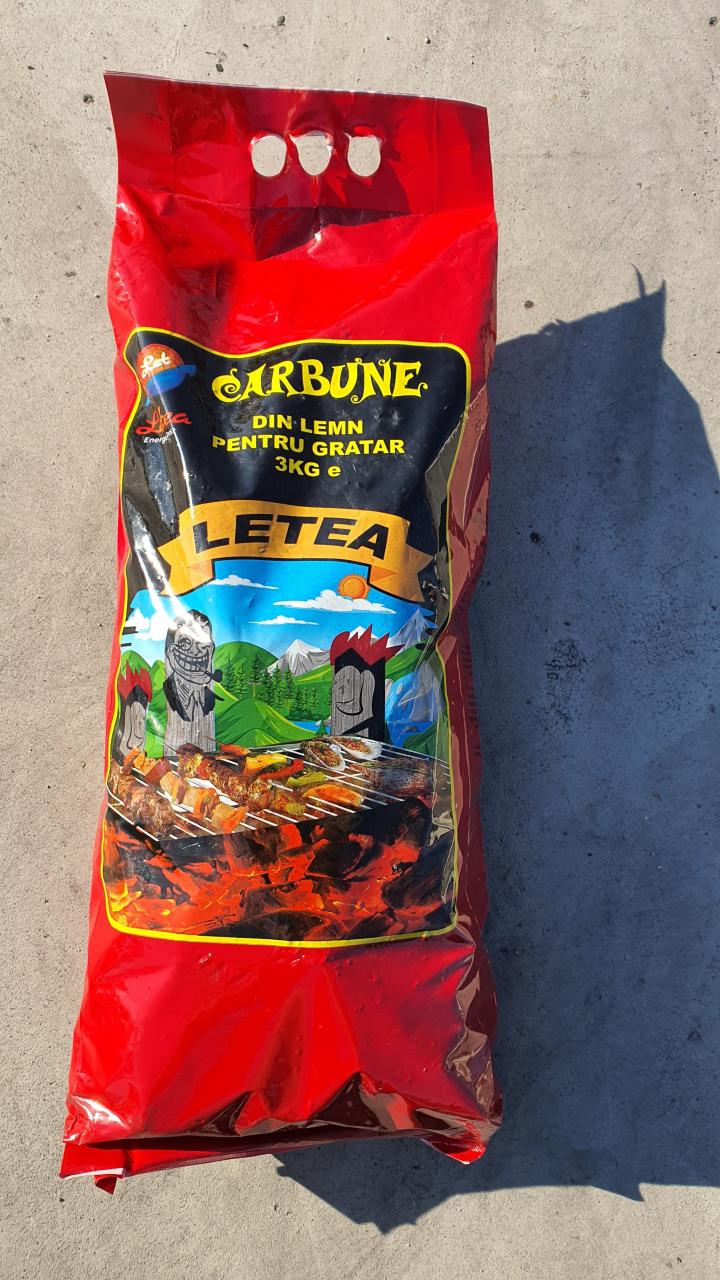 CARBUNE
DIN LEMN
PENTRU GRATAR
3KG e
LETEA